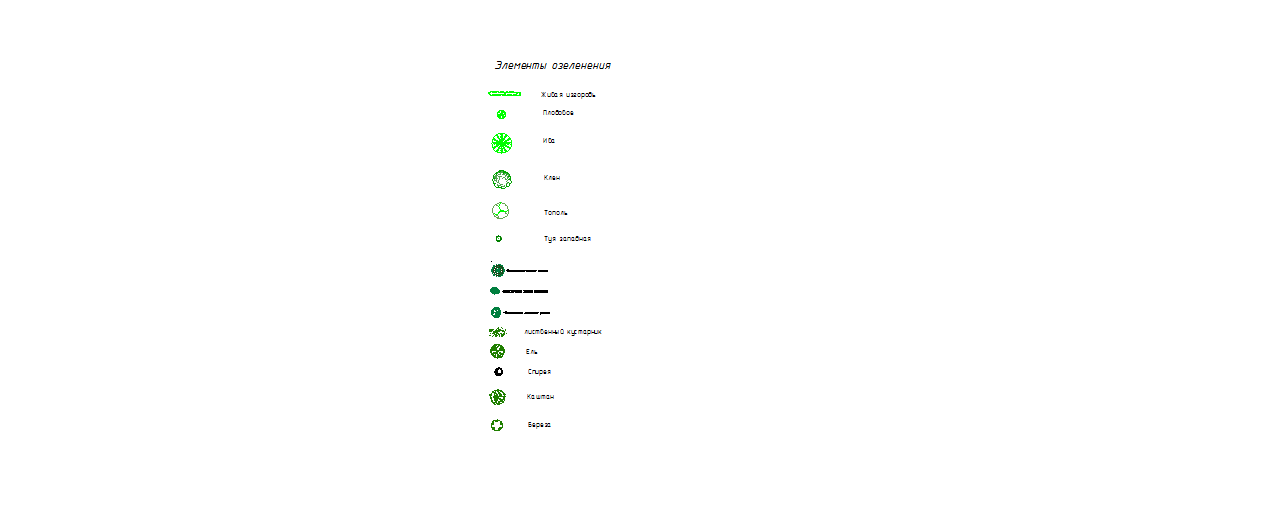 Элементы озеленения
Живая изгородь
Плодовое
Ива
Клен
Тополь
Туя западная
лиственный кустарник
Ель
Спирея
Каштан
Береза